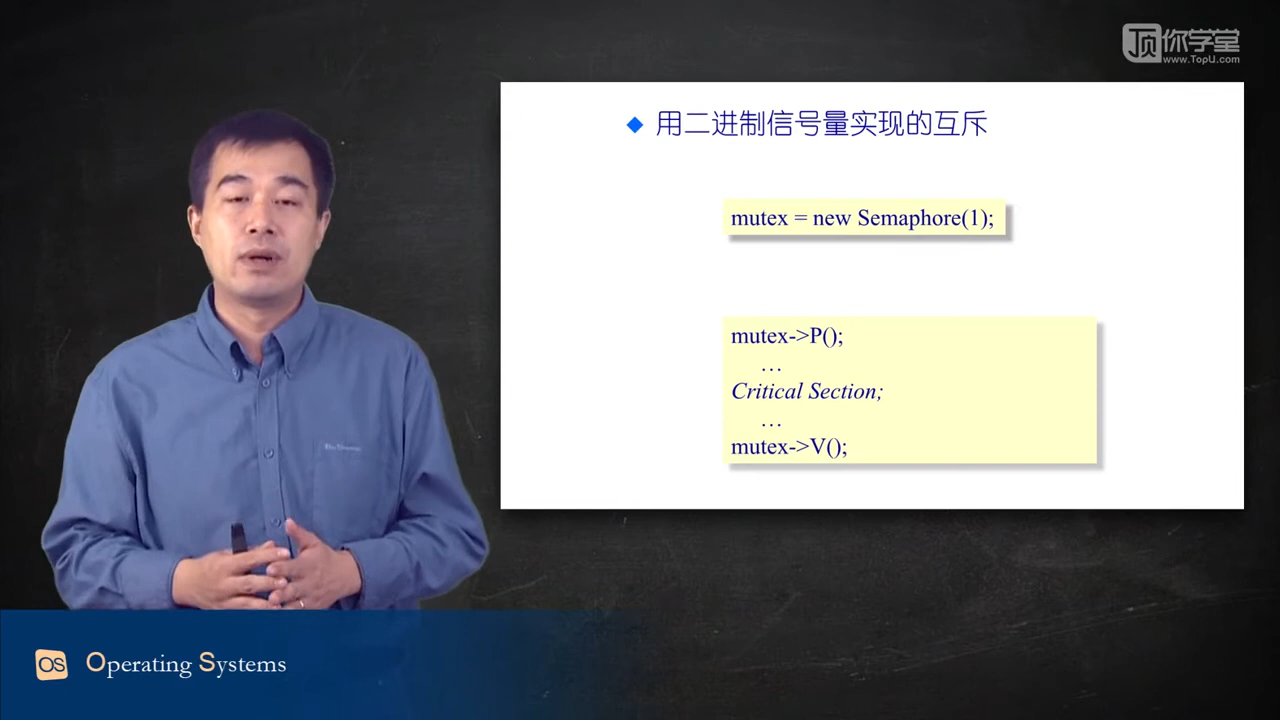 顶你学堂
www.TopU.com
◆ 用二进制信号量实现的互斥
mutex = new Semaphore(1);
mutex->P();
…
Critical Section;
…
mutex->V();
OS Operating Systems